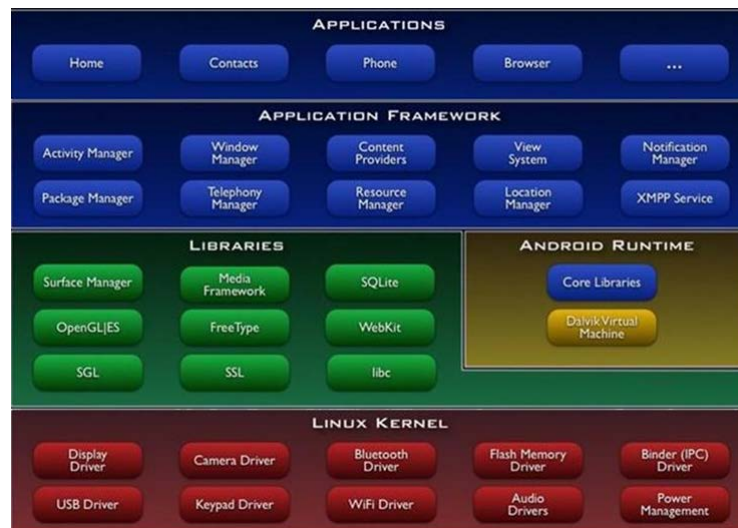 APPLICATIONS
Home Contacts Phone Browser ...
APPLICATION FRAMEWORK
Activity Manager
Window
Manager
Content
Providers
View
System
Notification
Manager
Package Manager
Telephony
Manager
Resource
Manager
Location
Manager
XMPP Service
LIBRARIES
Surface Manager
Media
Framework
SQLite
OpenGL|ES
FreeType
WebKit
SGL
SSL
libc
ANDROID RUNTIME
Core Libraries
Dalvik Virtual
Machine
LINUX KERNEL
Display
Driver
Camera Driver
Bluetooth
Driver
Flash Memory
Driver
Binder (IPC)
Driver
USB Driver
Keypad Driver
WiFi Driver
Audio
Drivers
Power
Management